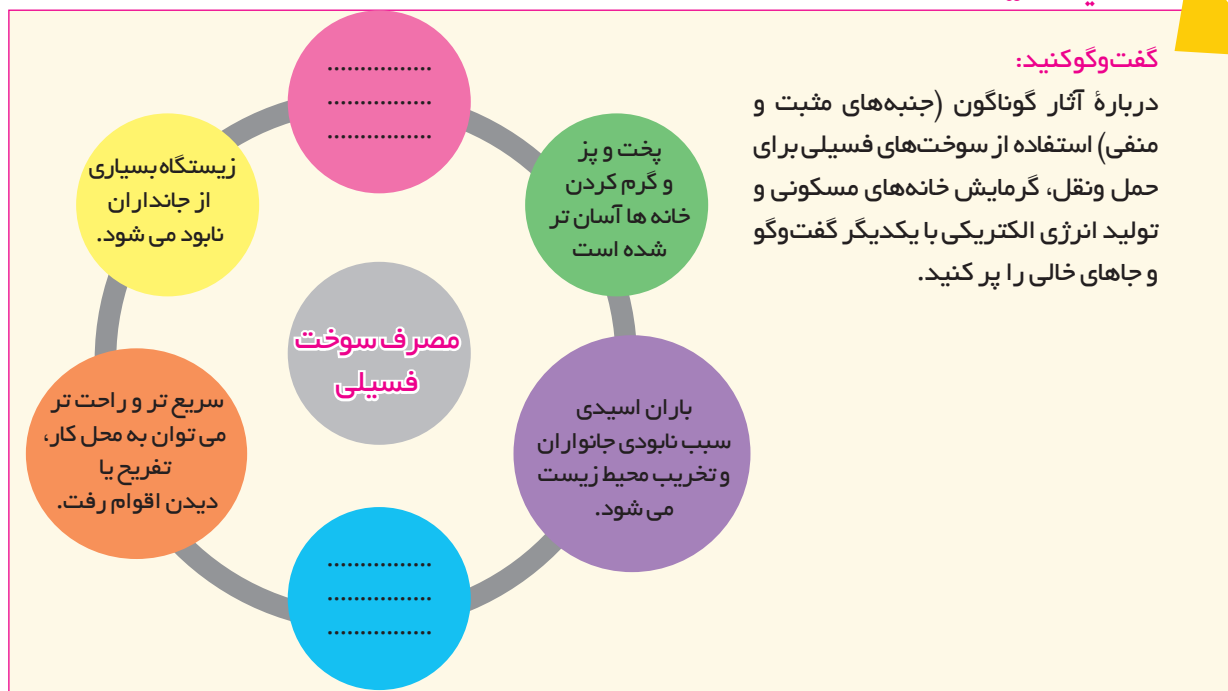 گفت‌وگو کنید:
دربارهٔ آثار گوناگون (جنبه‌های مثبت و
منفی) استفاده از سوخت‌های فسیلی برای
حمل ونقل، گرمایش خانه‌های مسکونی و
تولید انرژی الکتریکی با یکدیگر گفت‌وگو
و جاهای خالی را پر کنید.
................
................
................
پخت و پز
و گرم کردن
خانه ها آسان تر
شده است
زیستگاه بسیاری
از جانداران
نابود می شود.
مصرف سوخت
فسیلی
باران اسیدی
سبب نابودی جانواران
و تخریب محیط زیست
می شود.
سریع تر و راحت تر
می توان به محل کار،
تفریح یا
دیدن اقوام رفت.
................
................
................